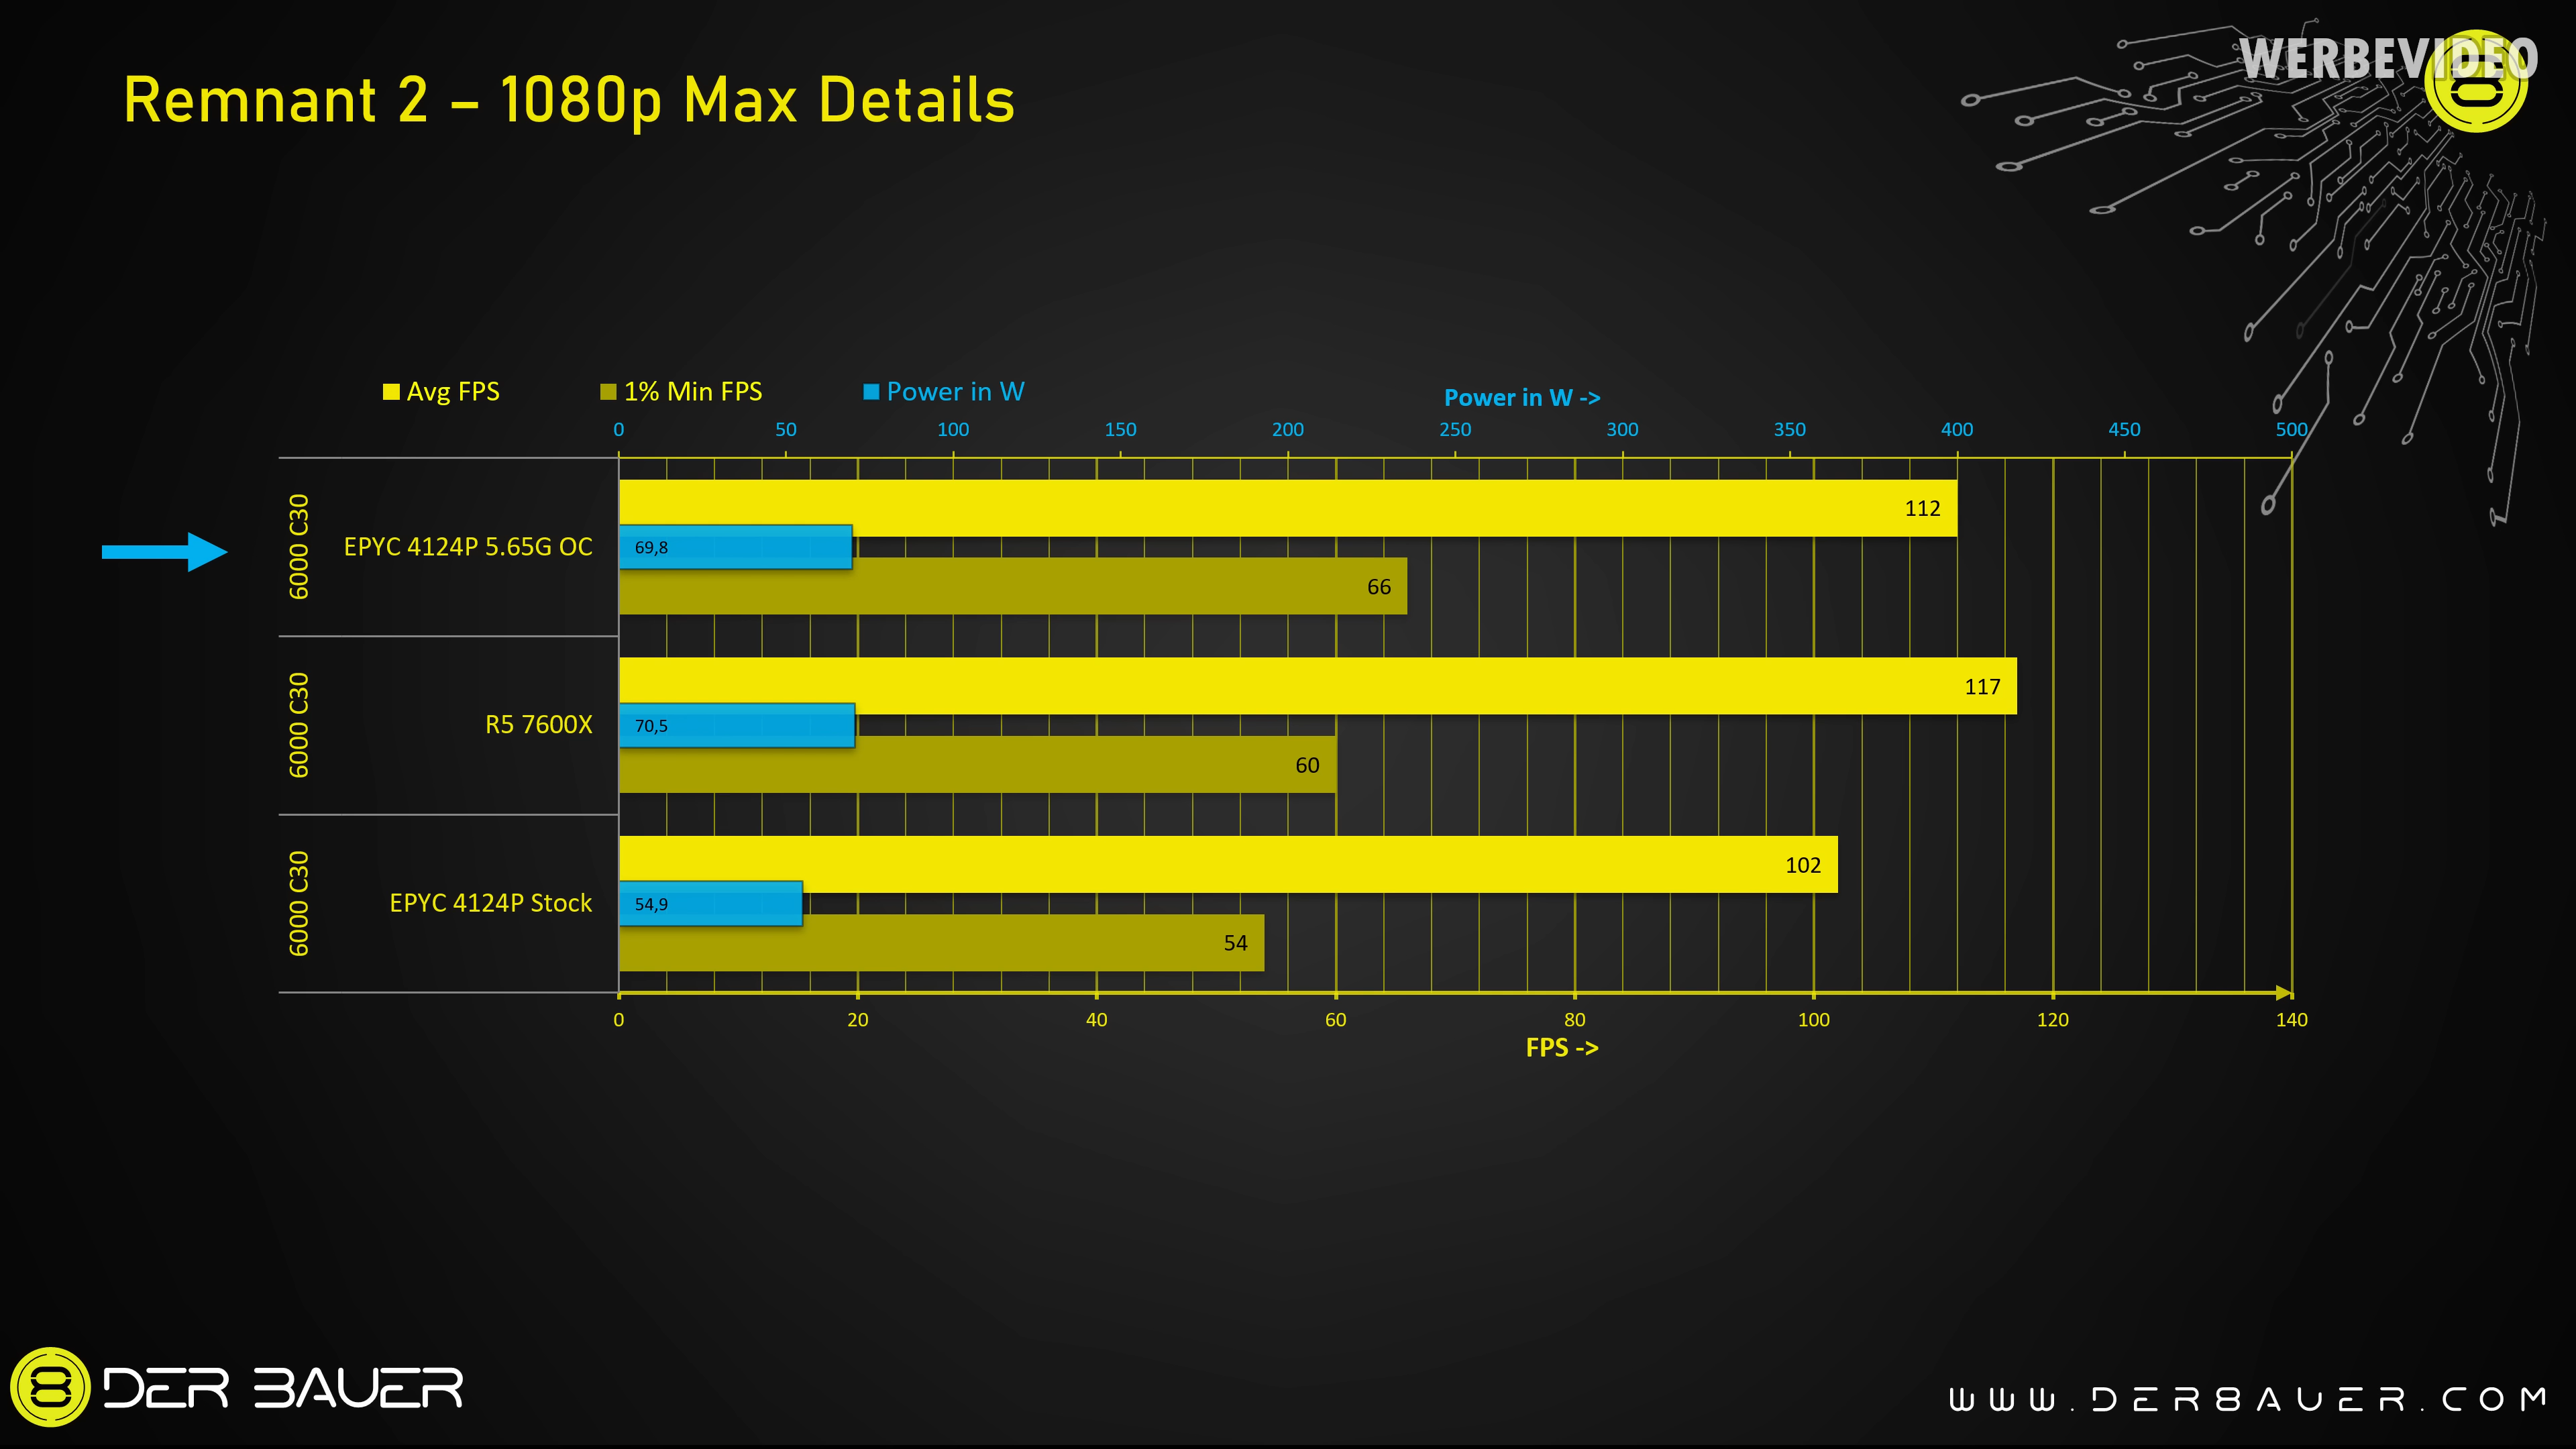 WERBEVIDEO
Remnant 2 – 1080p Max Details
Avg FPS
1% Min FPS
Power in W
Power in W ->
0 50 100 150 200 250 300 350 400 450 500
6000 C30
EPYC 4124P 5.65G OC
112
69,8
66
6000 C30
R5 7600X
117
70,5
60
6000 C30
EPYC 4124P Stock
102
54,9
54
0 20 40 60 80 100 120 140
FPS ->
DER BAUER
WWW.DER8AUER.COM